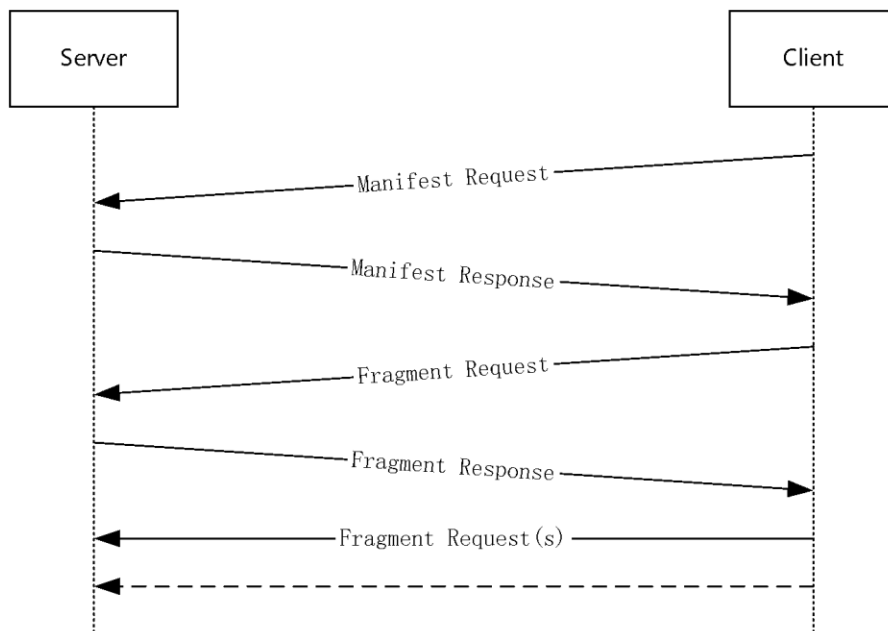 Server
Client
Manifest Request
Manifest Response
Fragment Request
Fragment Response
Fragment Request(s)